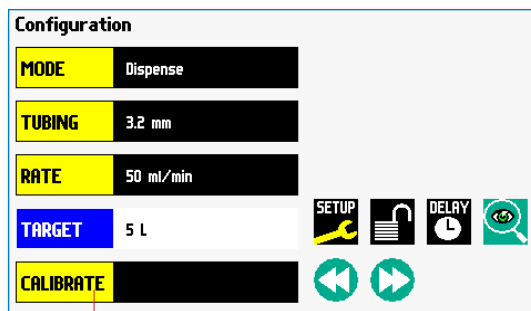 Configuration
MODE Dispense
TUBING 3.2 mm
RATE 50 ml/min
TARGET 5 L
SETUP DELAY
CALIBRATE